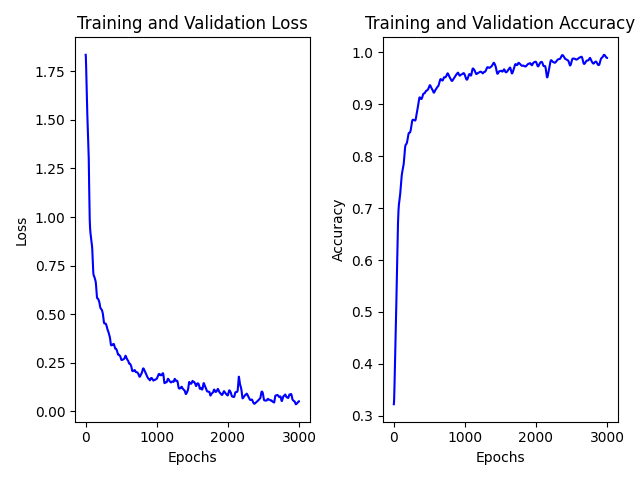 Training and Validation Loss
Loss
1.75
1.50
1.25
1.00
0.75
0.50
0.25
0.00
0 1000 2000 3000
Epochs
Training and Validation Accuracy
Accuracy
1.0
0.9
0.8
0.7
0.6
0.5
0.4
0.3
0 1000 2000 3000
Epochs